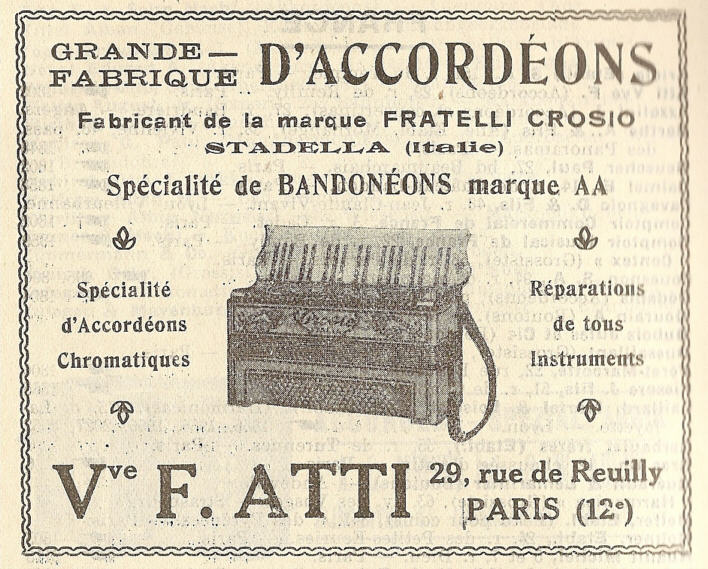 GRANDE — D'ACCORDÉONS
FABRIQUE
Fabricant de la marque FRATELLI CROSIO
STADELLA (Italie)
Spécialité de BANDONÉONS marque AA
Spécialité
d'Accordéons
Chromatiques
Réparations
de tous
Instruments
Vve F. ATTI 29, rue de Reuilly
PARIS (12e)